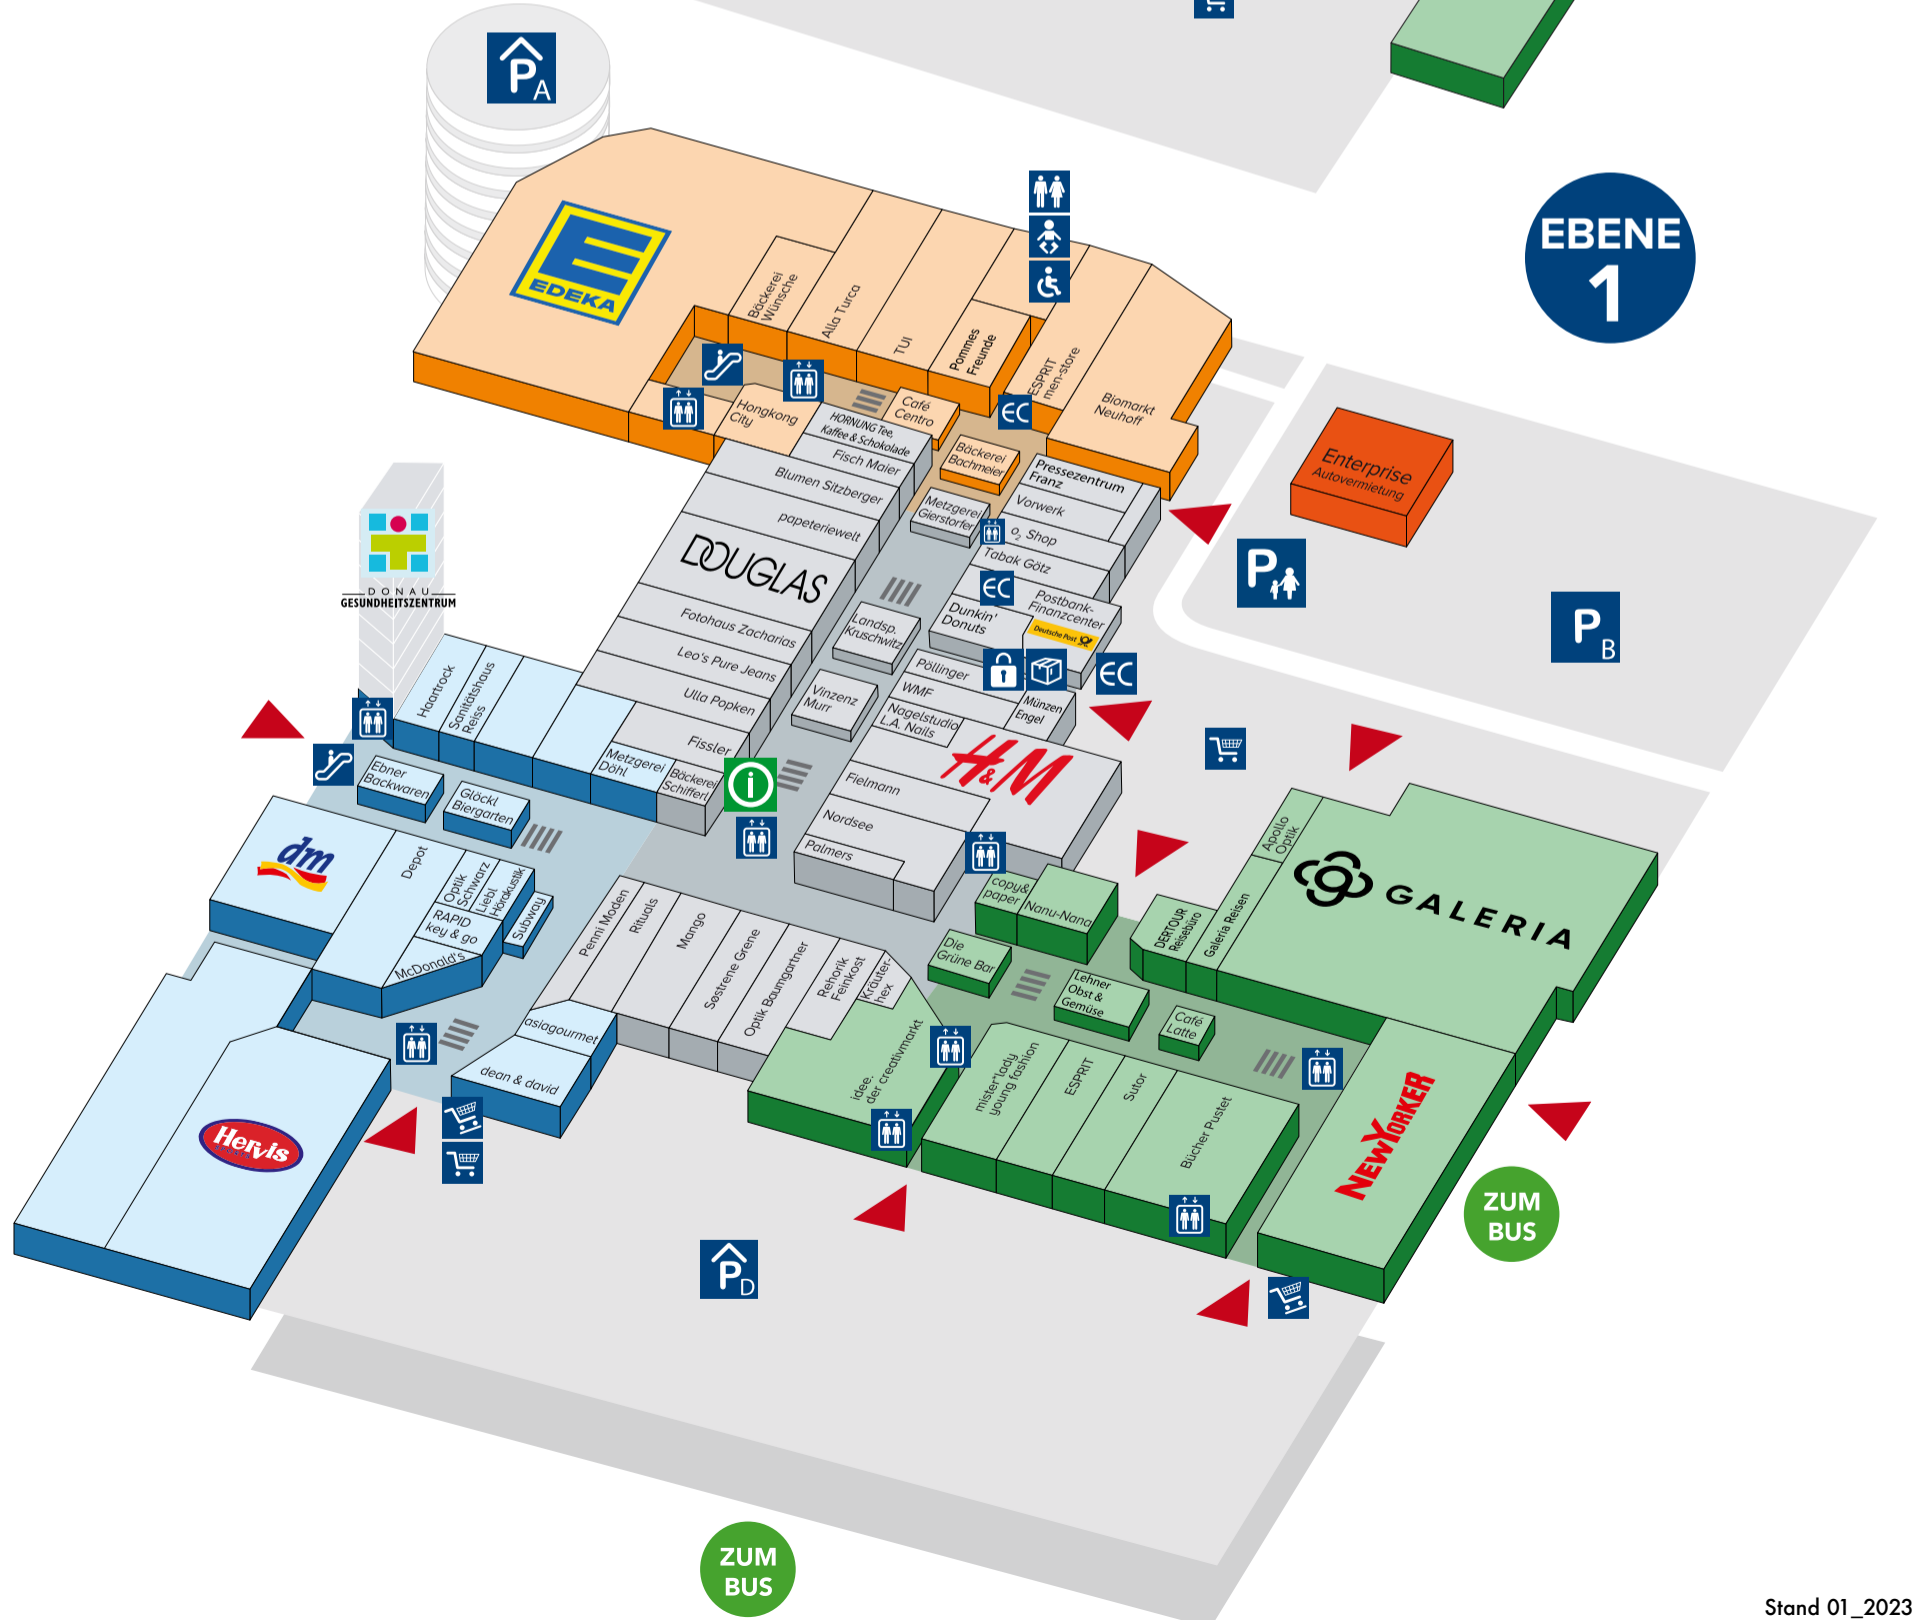 P A
EBENE
1
EDEKA
Bäckerei
Wünsche
Alla Turca
TUI
Pommes
Freunde
ESPRIT
men-store
Biomarkt
Neuhoff
Hongkong
City
Café
Centro
EC
HORNUNG Tee,
Kaffee & Schokolade
Fisch Maier
Bäckerei
Bachmeier
Blumen Sitzberger
papeteriewelt
DOUGLAS
Fotohaus Zacharias
Leo's Pure Jeans
Ulla Popken
Fissler
Metzgerei
Döhl
Bäckerei
Schifferl
Metzgerei
Gierstorfer
Pressezentrum
Franz
Vorwerk
o2 Shop
Tabak Götz
EC
Postbank-
Finanzcenter
Deutsche Post
Dunkin'
Donuts
Landsp.
Kruschwitz
Vinzenz
Murr
Pöllinger
WMF
Nagelstudio
L.A. Nails
Münzen
Engel
EC
H&M
Fielmann
Nordsee
Palmers
Enterprise
Autovermietung
P
P B
DONAU
GESUNDHEITSZENTRUM
Haartrock
Sanitätshaus
Reiss
Ebner
Backwaren
Glöckl
Biergarten
i
dm
Depot
Optik
Schwarz
Liebl
Hörakustik
Subway
RAPID
key & go
McDonald's
Hervis
asiagourmet
dean & david
Penni Moden
Rituals
Mango
Søstrene Grene
Optik Baumgartner
Rehorik
Feinkost
Kräuter-
hex
idee.
der creativmarkt
copy&
paper
Nanu-Nana
Die
Grüne Bar
Lehner
Obst &
Gemüse
Café
Latte
DERTOUR
Reisebüro
Galeria Reisen
Apollo
Optik
GALERIA
mister*lady
young fashion
ESPRIT
Sutor
Bücher Pustet
NEWYORKER
ZUM
BUS
P D
ZUM
BUS
Stand 01_2023